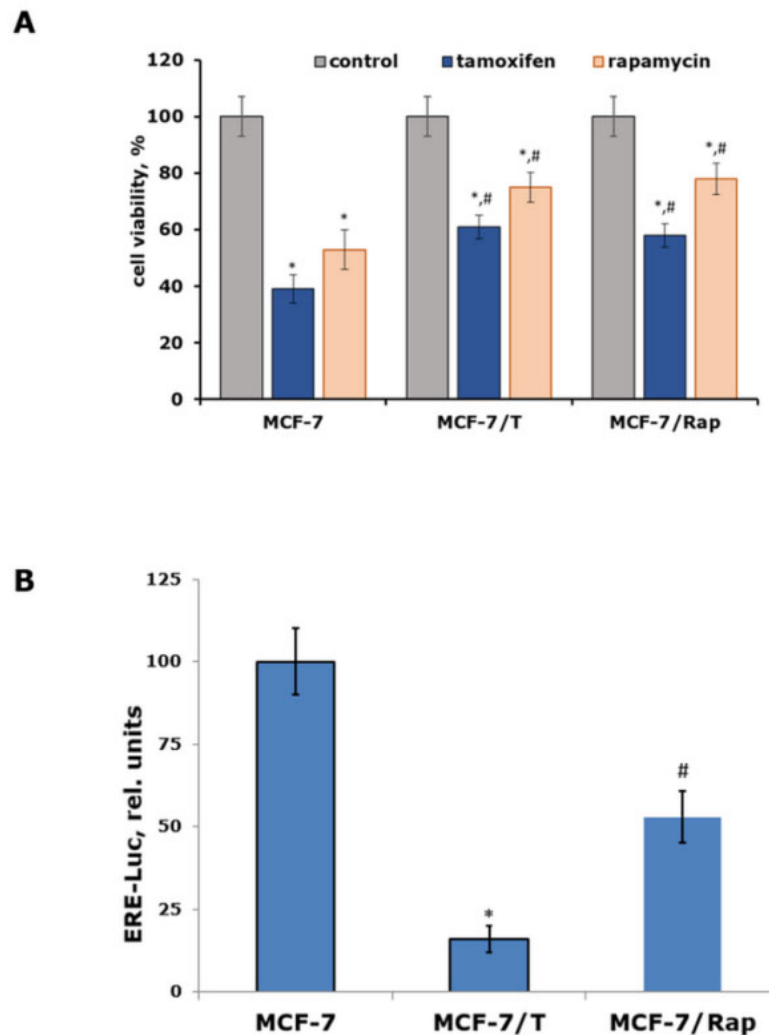 A
120
control tamoxifen rapamycin
100
80
60
40
20
0
cell viability, %
* *
*,# *,#
*,# *,#
MCF-7 MCF-7/T MCF-7/Rap
B
125
100
75
50
25
0
ERE-Luc, rel. units
*
#
MCF-7 MCF-7/T MCF-7/Rap